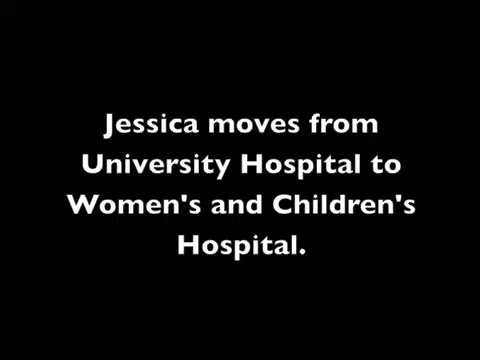 Jessica moves from
University Hospital to
Women's and Children's
Hospital.